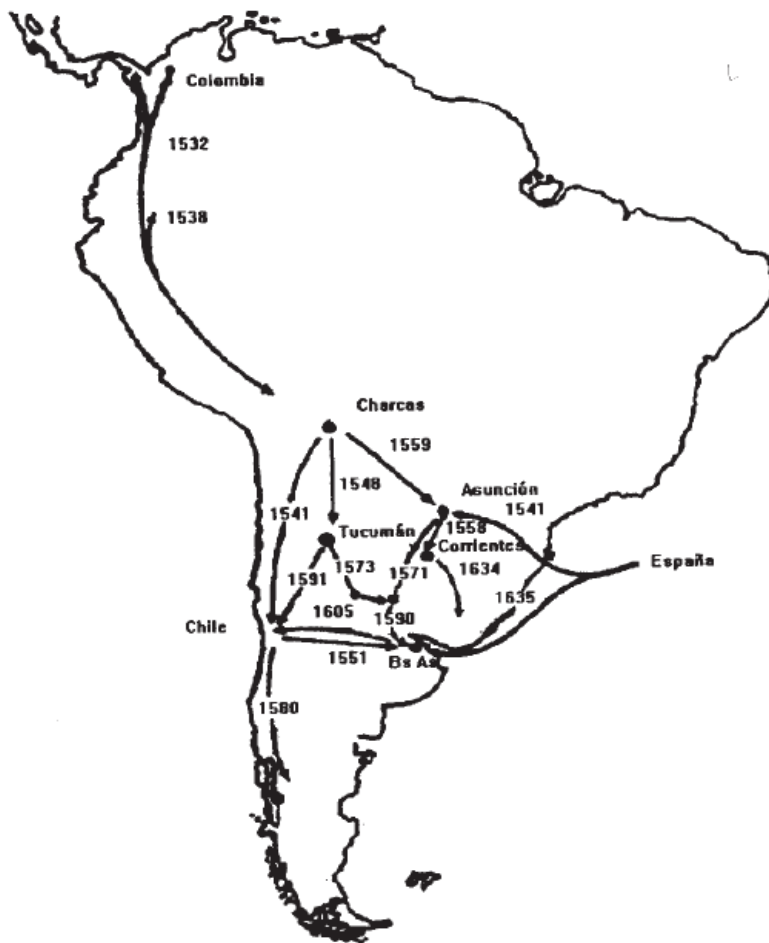 Colombia
1532
1538
Charcas
1559
1548
Asunción
1541
1541
Tucumán
1558
Corrientes
España
1573
1571
1634
1591
1635
1605
1590
Chile
1551
Bs As
1580